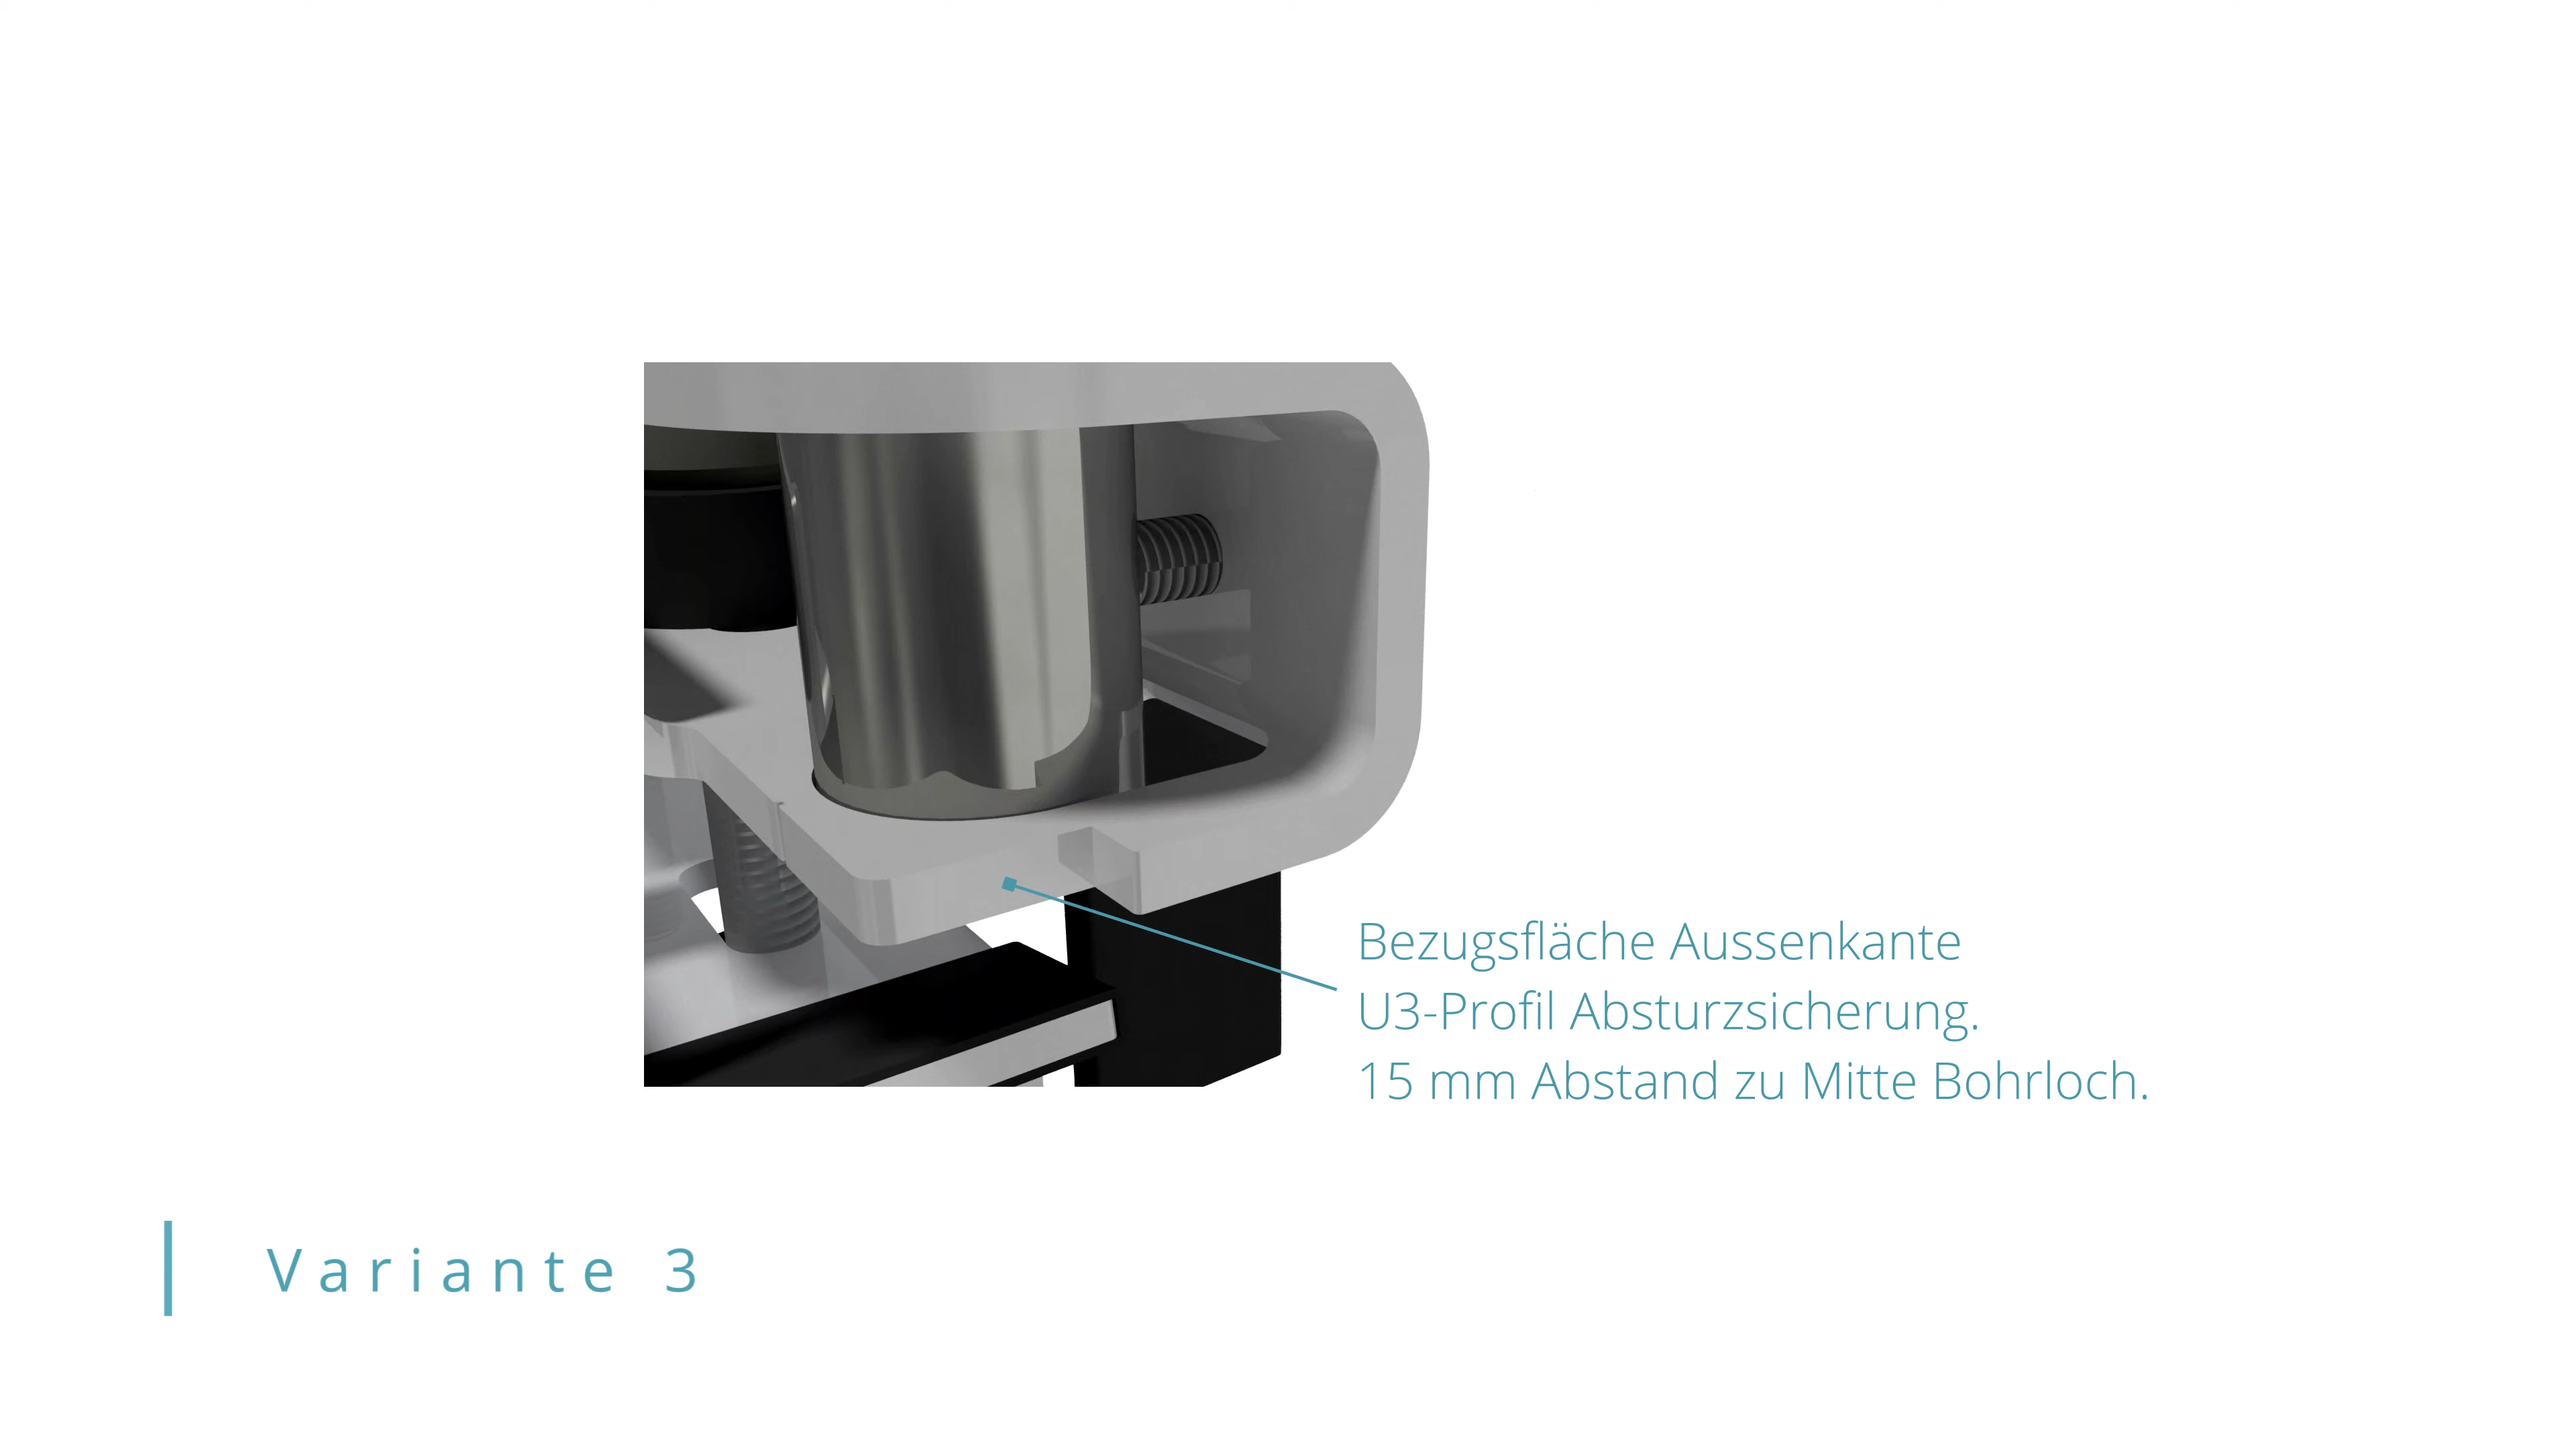 Bezugsfläche Aussenkante
U3-Profil Absturzsicherung.
15 mm Abstand zu Mitte Bohrloch.
Variante 3